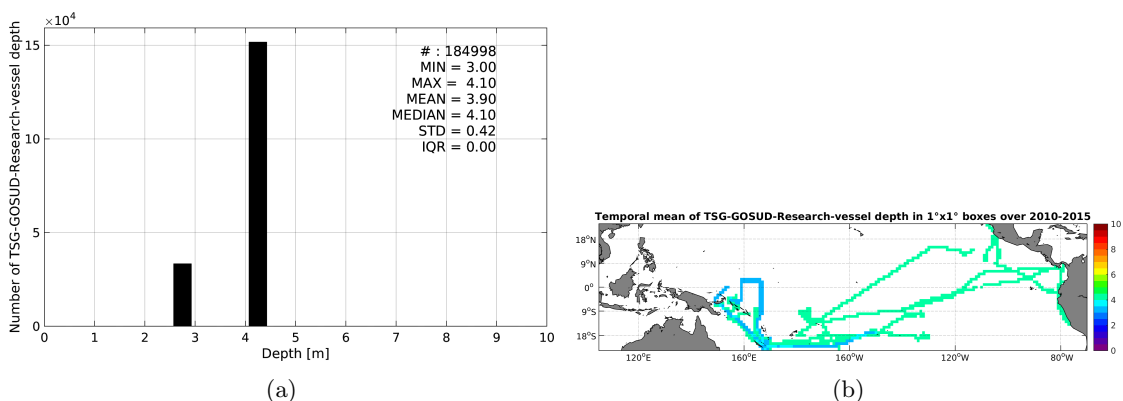 ×10⁴
Number of TSG-GOSUD-Research-vessel depth
15
10
5
0
# : 184998
MIN = 3.00
MAX = 4.10
MEAN = 3.90
MEDIAN = 4.10
STD = 0.42
IQR = 0.00
0 1 2 3 4 5 6 7 8 9 10
Depth [m]
(a)
Temporal mean of TSG-GOSUD-Research-vessel depth in 1°x1° boxes over 2010-2015
18°N
9°N
0°
9°S
18°S
120°E 160°E 160°W 120°W 80°W
10
8
6
4
2
0
(b)